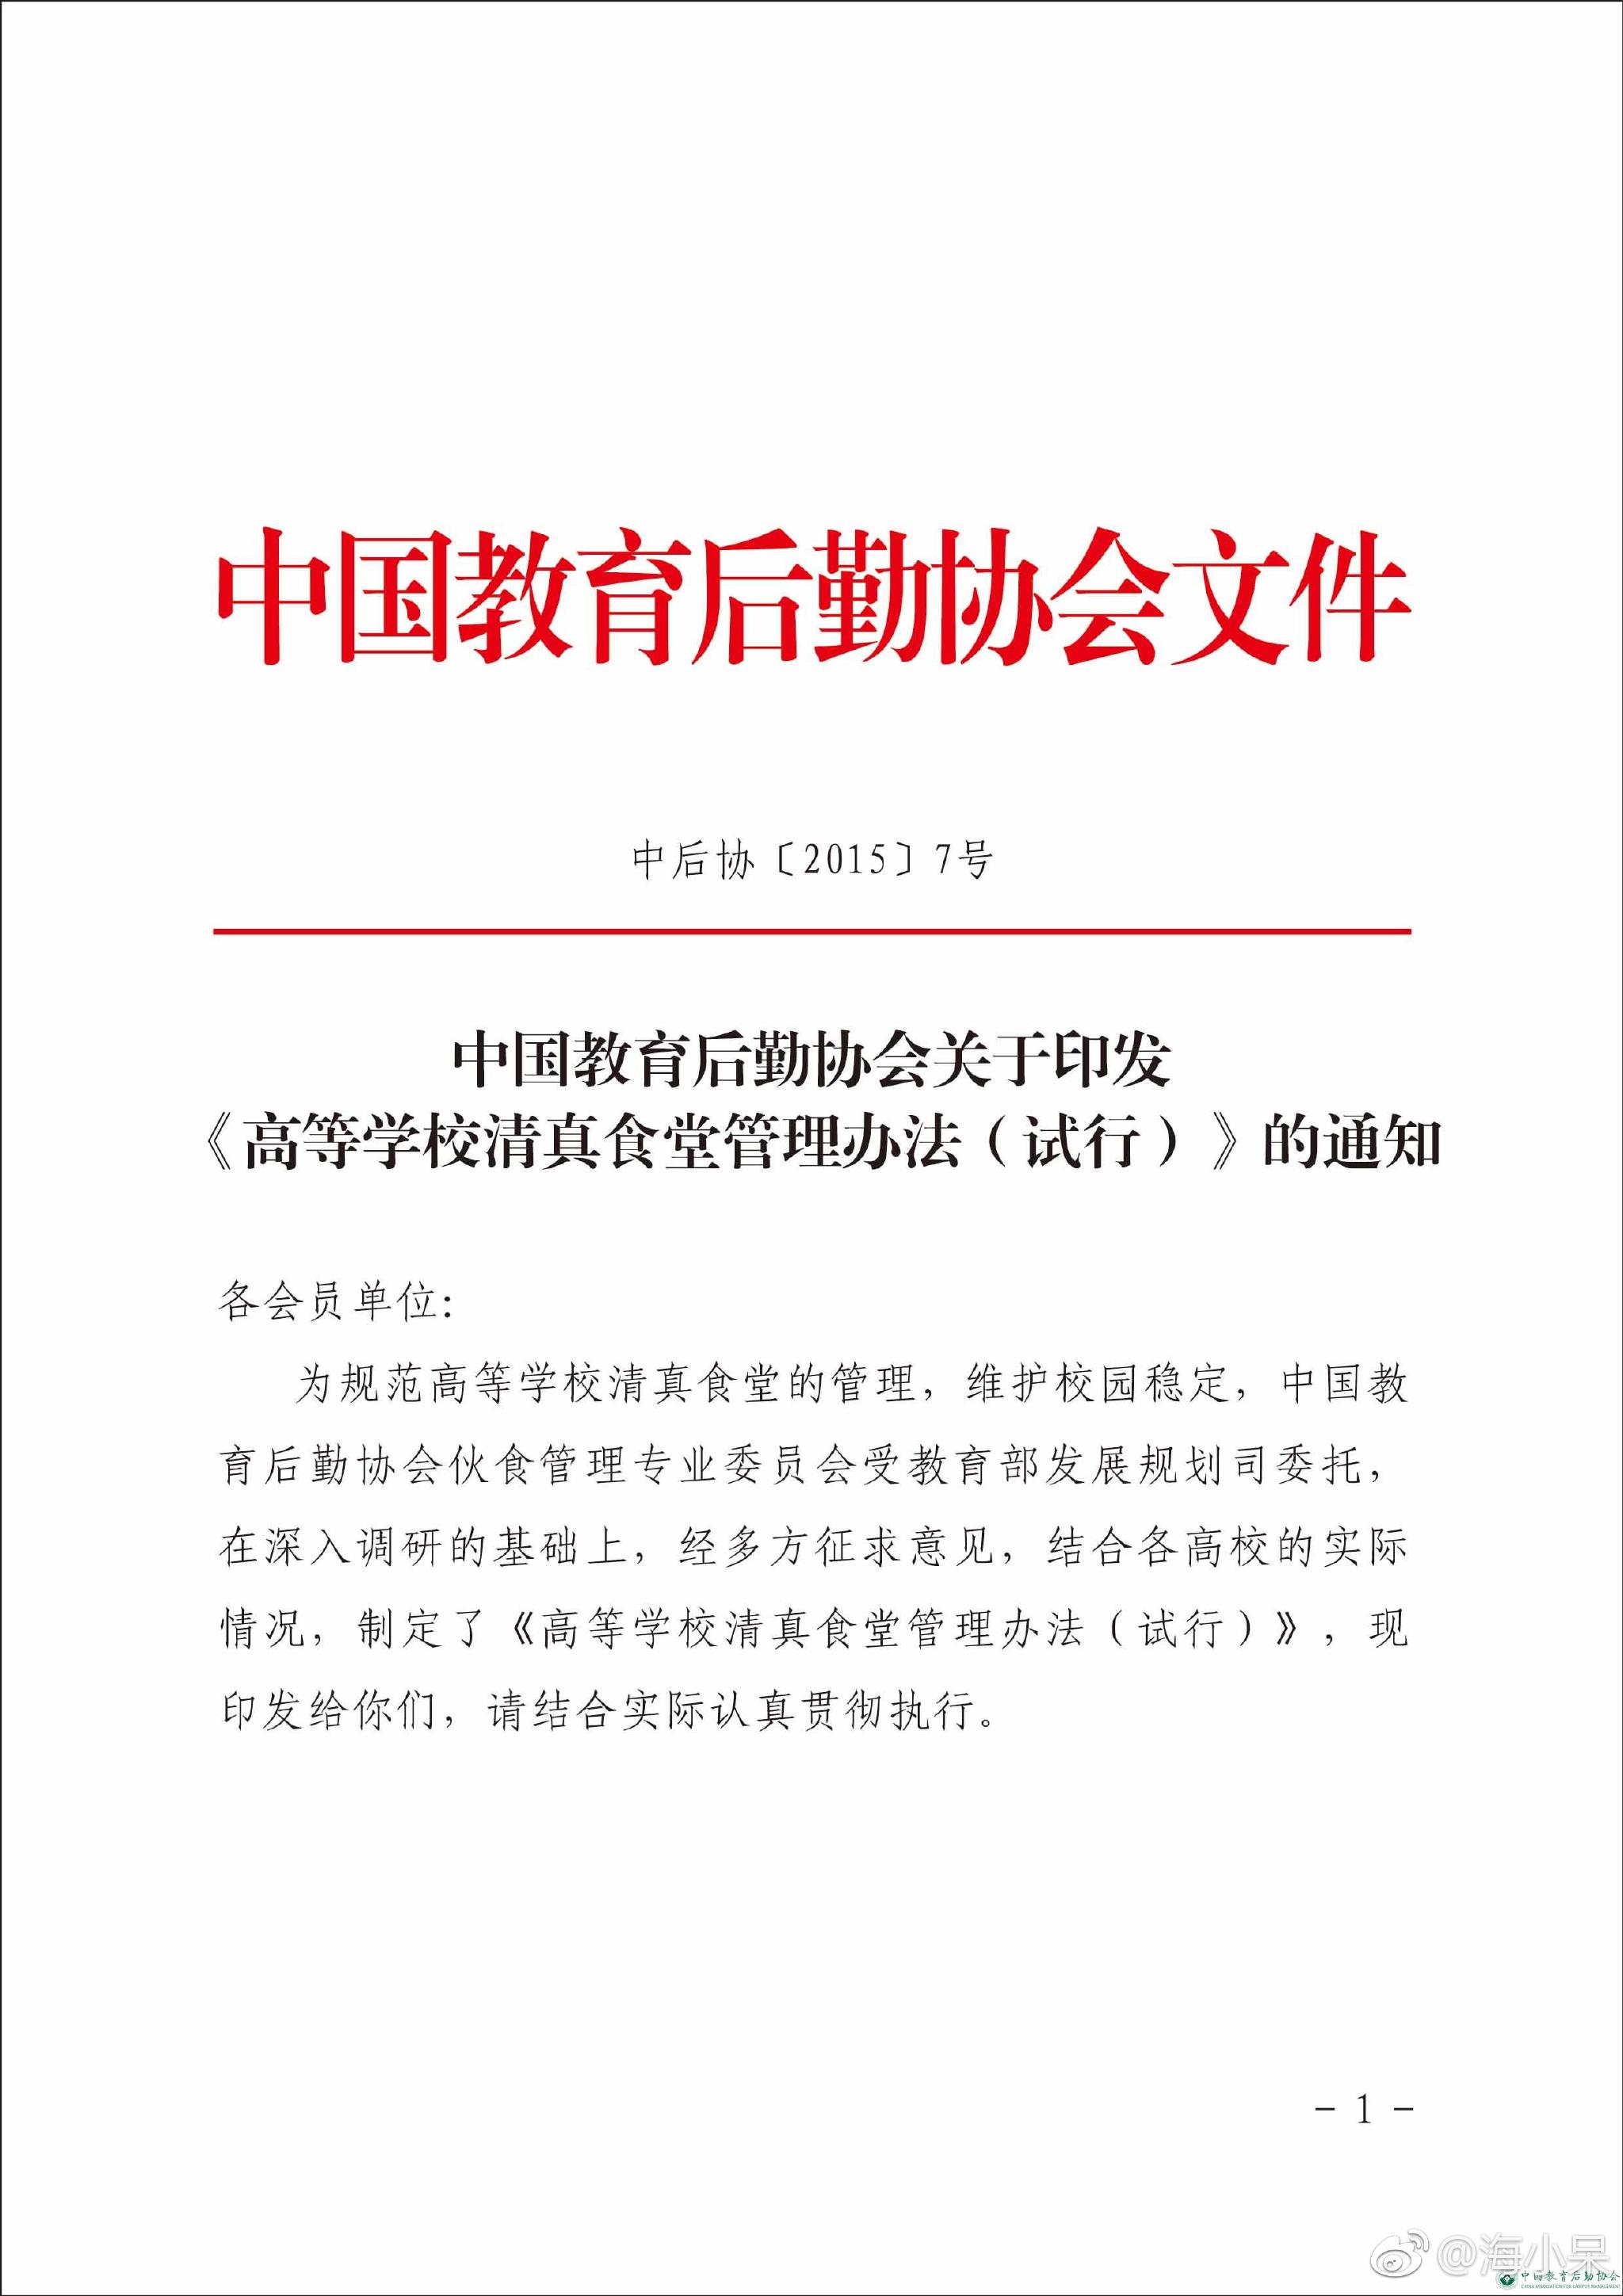 中国教育后勤协会文件
中后协〔2015〕7号
中国教育后勤协会关于印发
《高等学校清真食堂管理办法（试行）》的通知
各会员单位：
为规范高等学校清真食堂的管理，维护校园稳定，中国教
育后勤协会伙食管理专业委员会受教育部发展规划司委托，
在深入调研的基础上，经多方征求意见，结合各高校的实际
情况，制定了《高等学校清真食堂管理办法（试行）》，现
印发给你们，请结合实际认真贯彻执行。
- 1 -
@海小呆
中国教育后勤协会